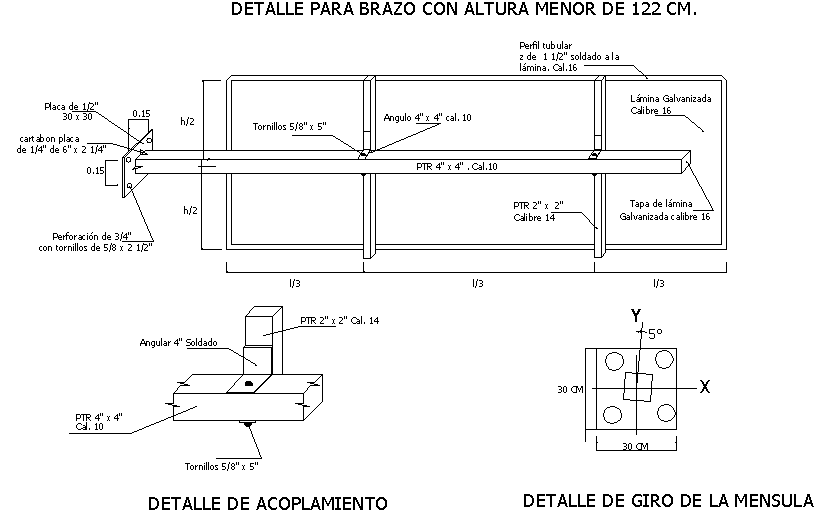 DETALLE PARA BRAZO CON ALTURA MENOR DE 122 CM.
Perfil tubular
z de 1 1/2" soldado a la
lámina. Cal.16
Placa de 1/2"
30 x 30
0.15
h/2
Tornillos 5/8" x 5"
Angulo 4" x 4" cal. 10
Lámina Galvanizada
Calibre 16
cartabon placa
de 1/4" de 6" x 2 1/4"
0.15
PTR 4" x 4" . Cal.10
h/2
PTR 2" x 2"
Calibre 14
Tapa de lámina
Galvanizada calibre 16
Perforación de 3/4"
con tornillos de 5/8 x 2 1/2"
l/3
l/3
l/3
PTR 2" x 2" Cal. 14
Angular 4" Soldado
PTR 4" x 4"
Cal. 10
Tornillos 5/8" x 5"
DETALLE DE ACOPLAMIENTO
Y
5°
X
30 CM
30 CM
DETALLE DE GIRO DE LA MENSULA